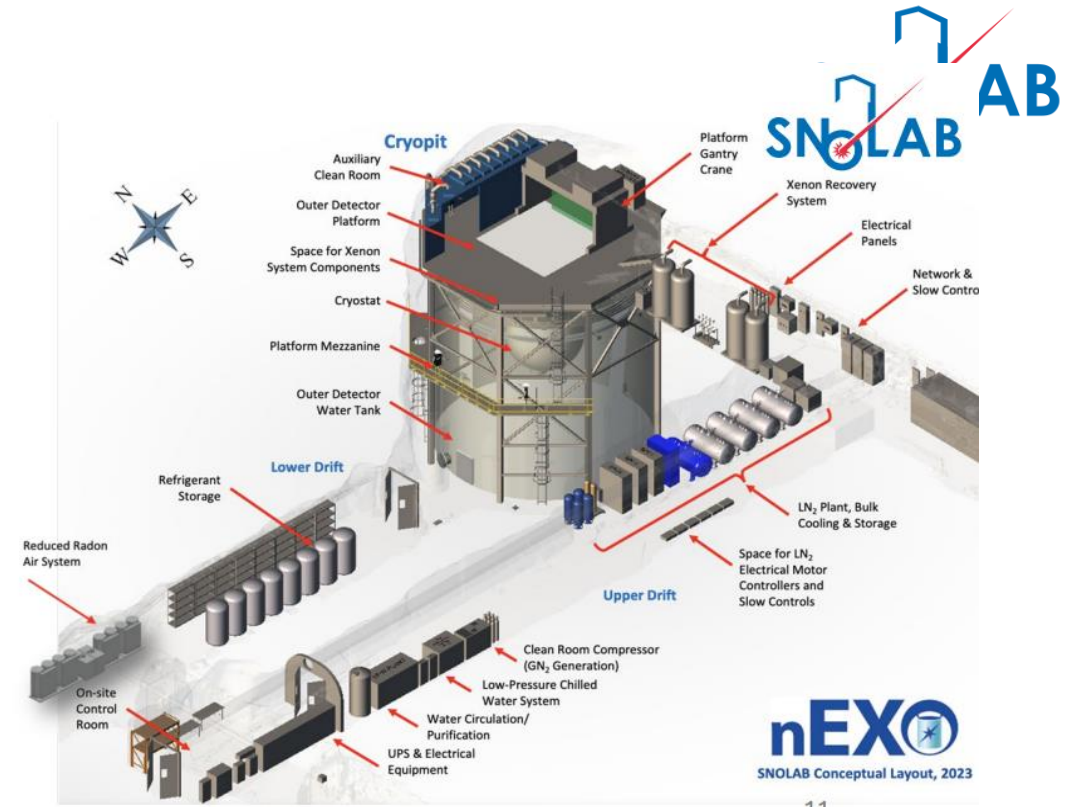 AB
SNOLAB
Cryopit
Auxiliary
Clean Room
Outer Detector
Platform
Space for Xenon
System Components
Cryostat
Platform Mezzanine
Outer Detector
Water Tank
Platform
Gantry
Crane
Xenon Recovery
System
Electrical
Panels
Network &
Slow Contro
N
E
W
S
Lower Drift
Refrigerant
Storage
Reduced Radon
Air System
On-site
Control
Room
LN₂ Plant, Bulk
Cooling & Storage
Space for LN₂
Electrical Motor
Controllers and
Slow Controls
Upper Drift
Clean Room Compressor
(GN₂ Generation)
Low-Pressure Chilled
Water System
Water Circulation/
Purification
UPS & Electrical
Equipment
nEXO
SNOLAB Conceptual Layout, 2023